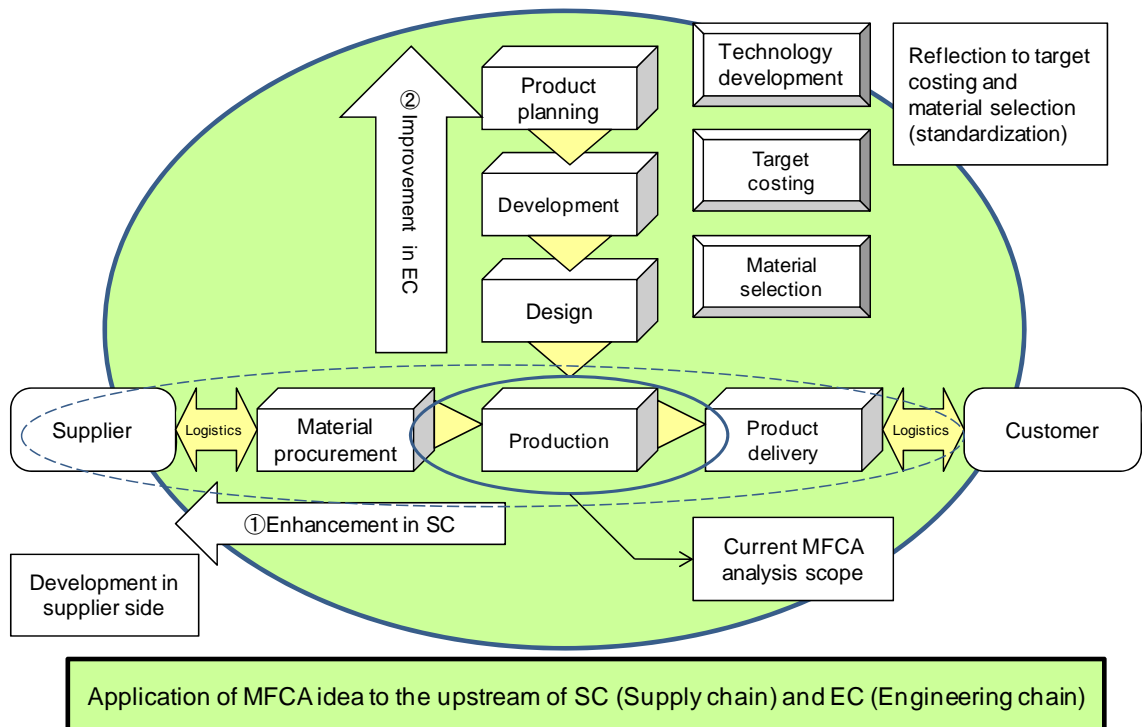 Product
planning
Technology
development
Reflection to target
costing and
material selection
(standardization)
② Improvement in EC
Development
Target
costing
Design
Material
selection
Supplier
Logistics
Material
procurement
Production
Product
delivery
Logistics
Customer
①Enhancement in SC
Development in
supplier side
Current MFCA
analysis scope
Application of MFCA idea to the upstream of SC (Supply chain) and EC (Engineering chain)